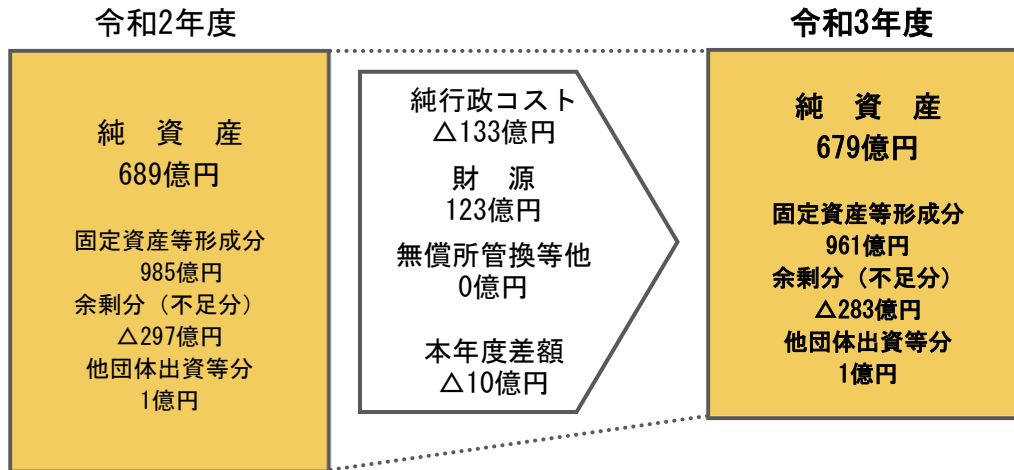 令和2年度
純 資 産
689億円
固定資産等形成分
985億円
余剰分（不足分）
△297億円
他団体出資等分
1億円
純行政コスト
△133億円
財 源
123億円
無償所管換等他
0億円
本年度差額
△10億円
令和3年度
純 資 産
679億円
固定資産等形成分
961億円
余剰分（不足分）
△283億円
他団体出資等分
1億円